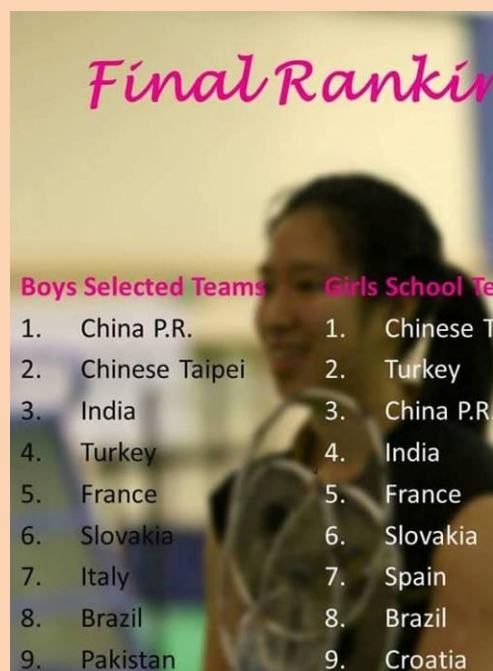 Final Rankin
Boys Selected Teams
1. China P.R.
2. Chinese Taipei
3. India
4. Turkey
5. France
6. Slovakia
7. Italy
8. Brazil
9. Pakistan
Girls School Te
1. Chinese T
2. Turkey
3. China P.R
4. India
5. France
6. Slovakia
7. Spain
8. Brazil
9. Croatia